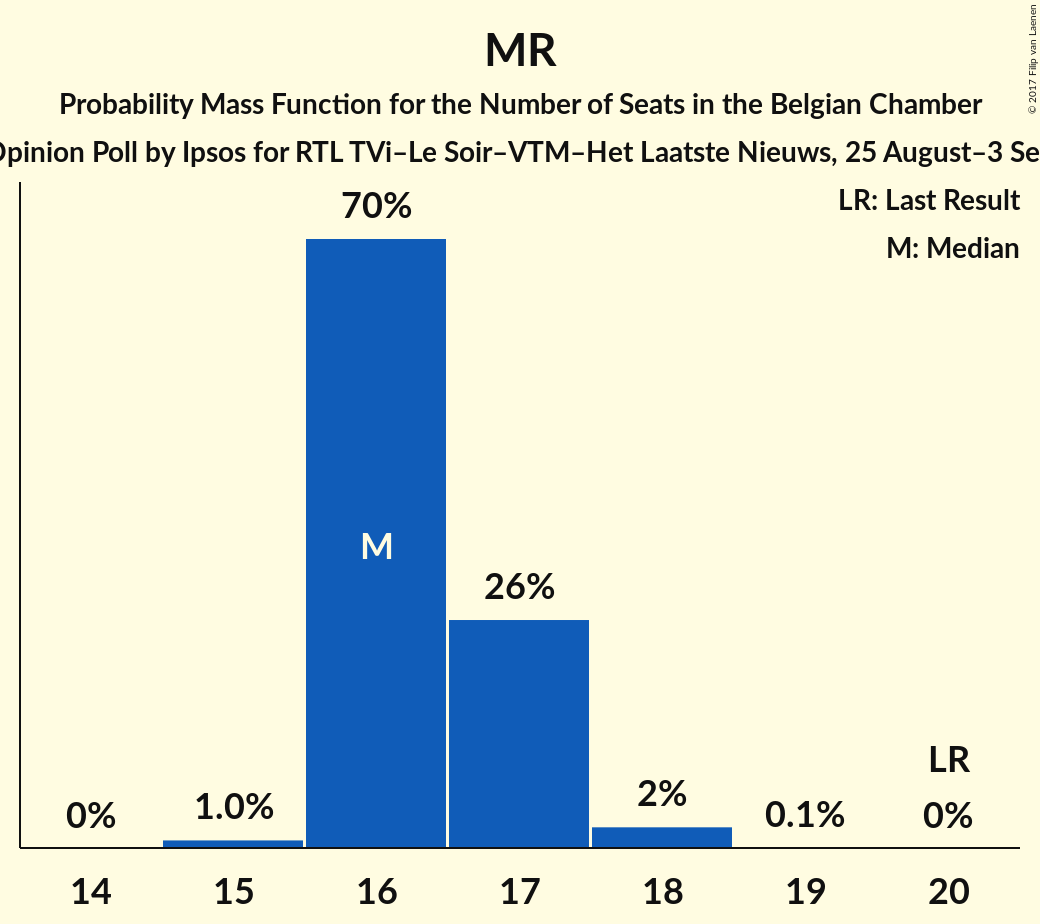 MR
Probability Mass Function for the Number of Seats in the Belgian Chamber
Opinion Poll by Ipsos for RTL TVi–Le Soir–VTM–Het Laatste Nieuws, 25 August–3 Se
LR: Last Result
M: Median
70%
M
26%
LR
0%
1.0%
2%
0.1%
0%
14
15
16
17
18
19
20
© 2017 Filip van Laenen